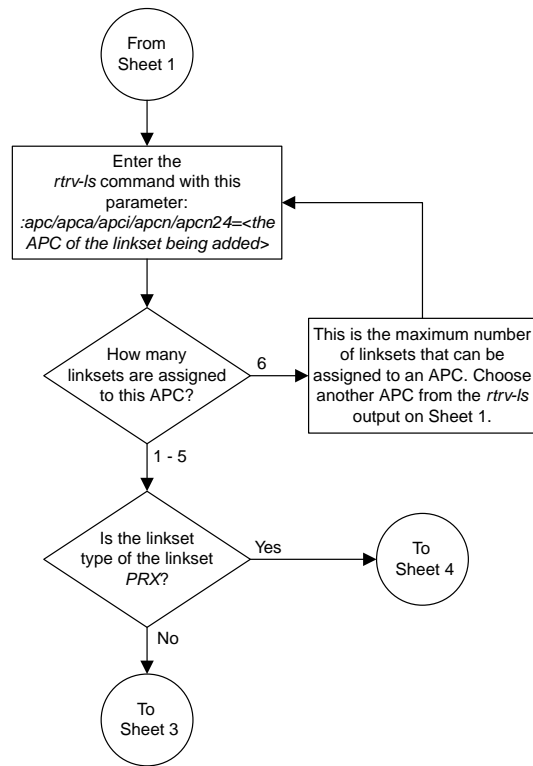 From
Sheet 1
Enter the
rtrv-ls command with this
parameter:
:apc/apca/apci/apcn/apcn24=<the
APC of the linkset being added>
How many
linksets are assigned
to this APC?
6
This is the maximum number
of linksets that can be
assigned to an APC. Choose
another APC from the rtrv-ls
output on Sheet 1.
1 - 5
Is the linkset
type of the linkset
PRX?
Yes
To
Sheet 4
No
To
Sheet 3